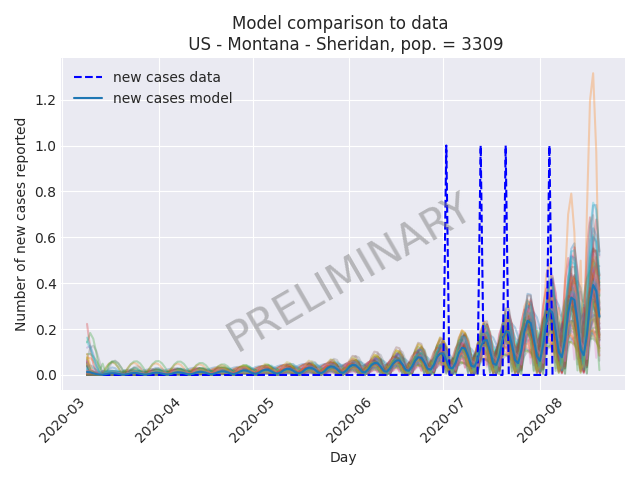 Model comparison to data
US - Montana - Sheridan, pop. = 3309
new cases data
new cases model
Number of new cases reported
1.2
1.0
0.8
0.6
0.4
0.2
0.0
PRELIMINARY
2020-03
2020-04
2020-05
2020-06
2020-07
2020-08
Day